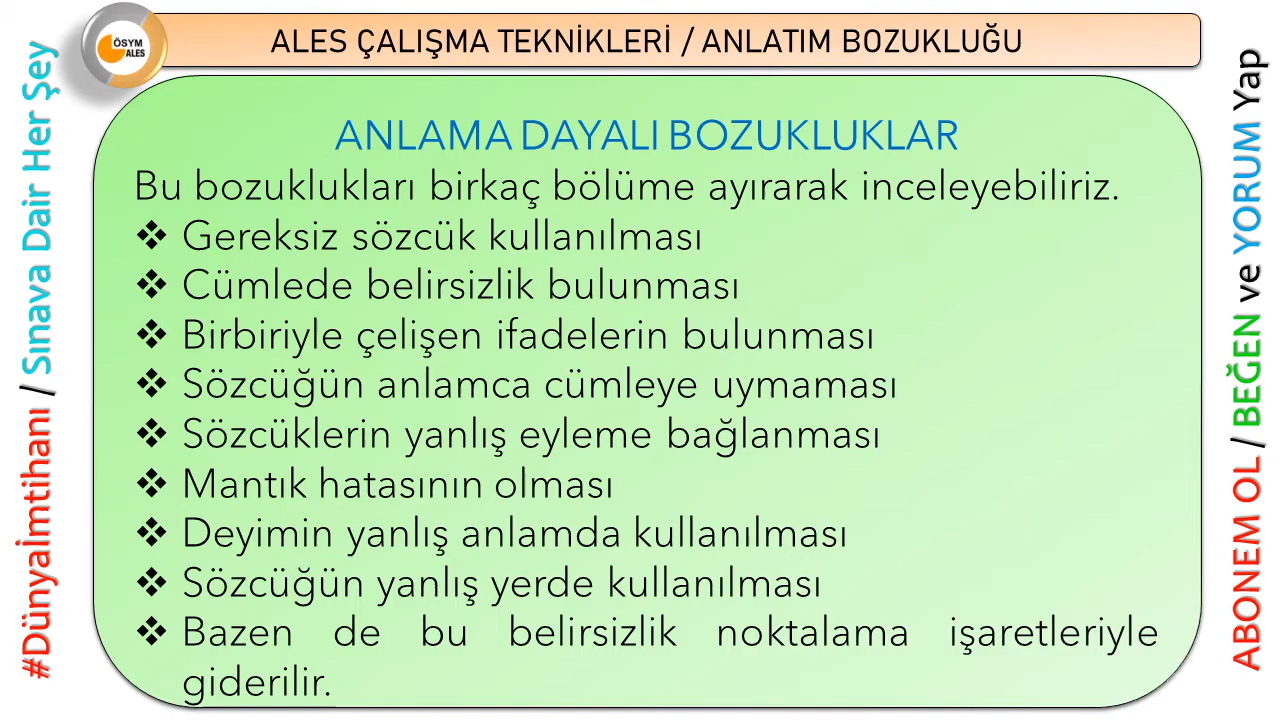 ÖSYM
ALES
ALES ÇALIŞMA TEKNİKLERİ / ANLATIM BOZUKLUĞU
#Dünyaİmtihanı / Sınava Dair Her Şey
ANLAMA DAYALI BOZUKLUKLAR
Bu bozuklukları birkaç bölüme ayırarak inceleyebiliriz.
❖ Gereksiz sözcük kullanılması
❖ Cümlede belirsizlik bulunması
❖ Birbiriyle çelişen ifadelerin bulunması
❖ Sözcüğün anlamca cümleye uymaması
❖ Sözcüklerin yanlış eyleme bağlanması
❖ Mantık hatasının olması
❖ Deyimin yanlış anlamda kullanılması
❖ Sözcüğün yanlış yerde kullanılması
❖ Bazen de bu belirsizlik noktalama işaretleriyle
giderilir.
ABONEM OL / BEĞEN ve YORUM Yap